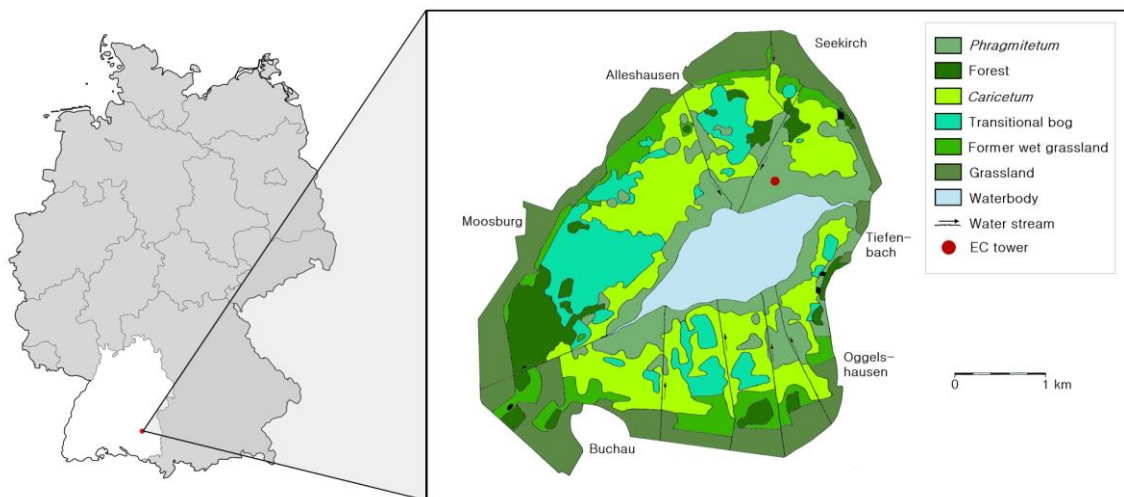 Seekirch
Alleshausen
Moosburg
Tiefen–
bach
Oggels–
hausen
Buchau
Phragmitetum
Forest
Caricetum
Transitional bog
Former wet grassland
Grassland
Waterbody
Water stream
EC tower
0 1 km